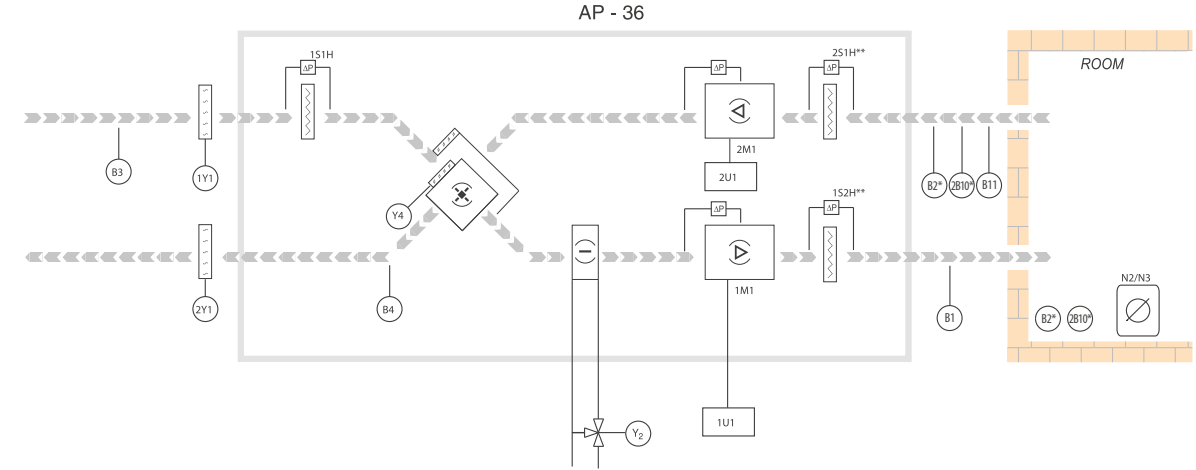 AP - 36
1S1H
2S1H**
ROOM
ΔP
ΔP
ΔP
B3
1Y1
2M1
2U1
B2*
2B10*
B11
Y4
1S2H**
ΔP
ΔP
N2/N3
2Y1
B4
1M1
B1
B2*
2B10*
1U1
Y2